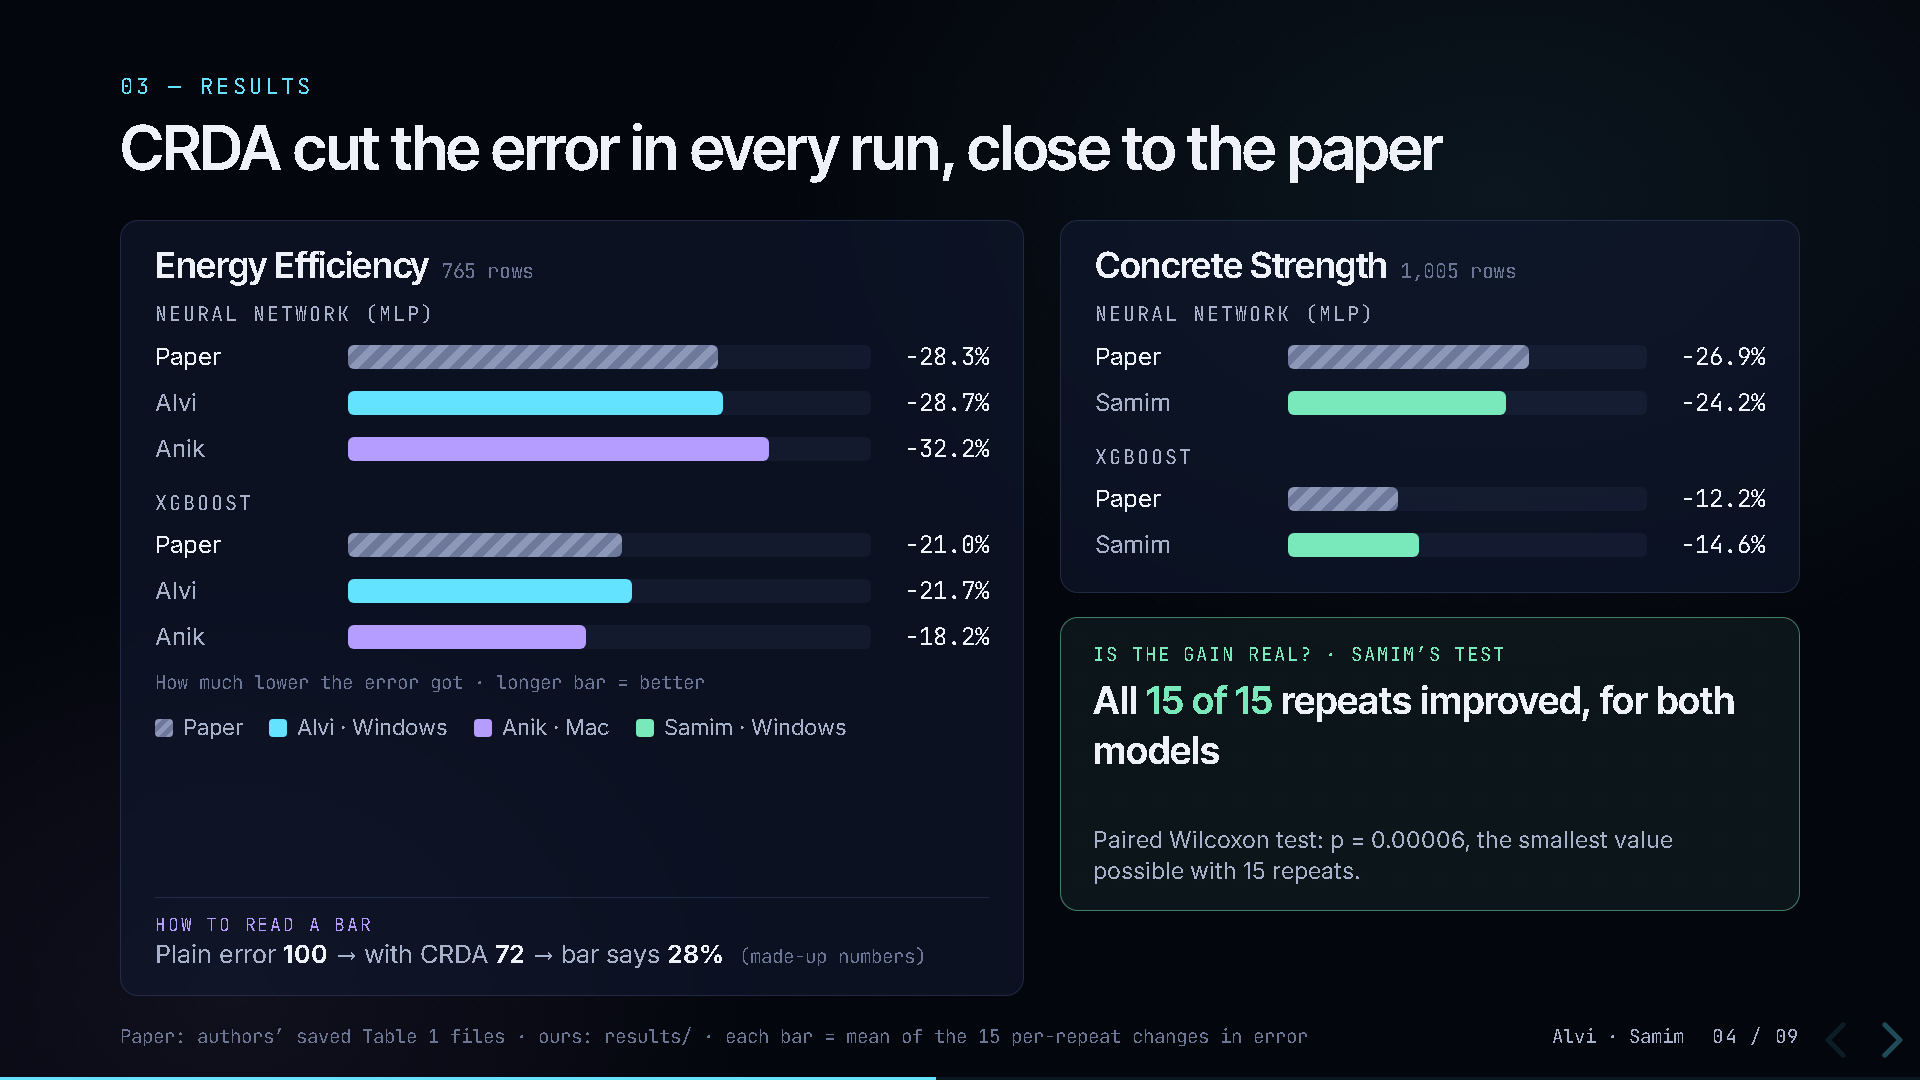 03 — RESULTS
CRDA cut the error in every run, close to the paper
Energy Efficiency 765 rows
NEURAL NETWORK (MLP)
Paper -28.3%
Alvi -28.7%
Anik -32.2%
XGBOOST
Paper -21.0%
Alvi -21.7%
Anik -18.2%
How much lower the error got · longer bar = better
Paper Alvi · Windows Anik · Mac Samim · Windows
HOW TO READ A BAR
Plain error 100 → with CRDA 72 → bar says 28% (made-up numbers)
Concrete Strength 1,005 rows
NEURAL NETWORK (MLP)
Paper -26.9%
Samim -24.2%
XGBOOST
Paper -12.2%
Samim -14.6%
IS THE GAIN REAL? · SAMIM’S TEST
All 15 of 15 repeats improved, for both
models
Paired Wilcoxon test: p = 0.00006, the smallest value
possible with 15 repeats.
Paper: authors’ saved Table 1 files · ours: results/ · each bar = mean of the 15 per-repeat changes in error
Alvi · Samim 04 / 09